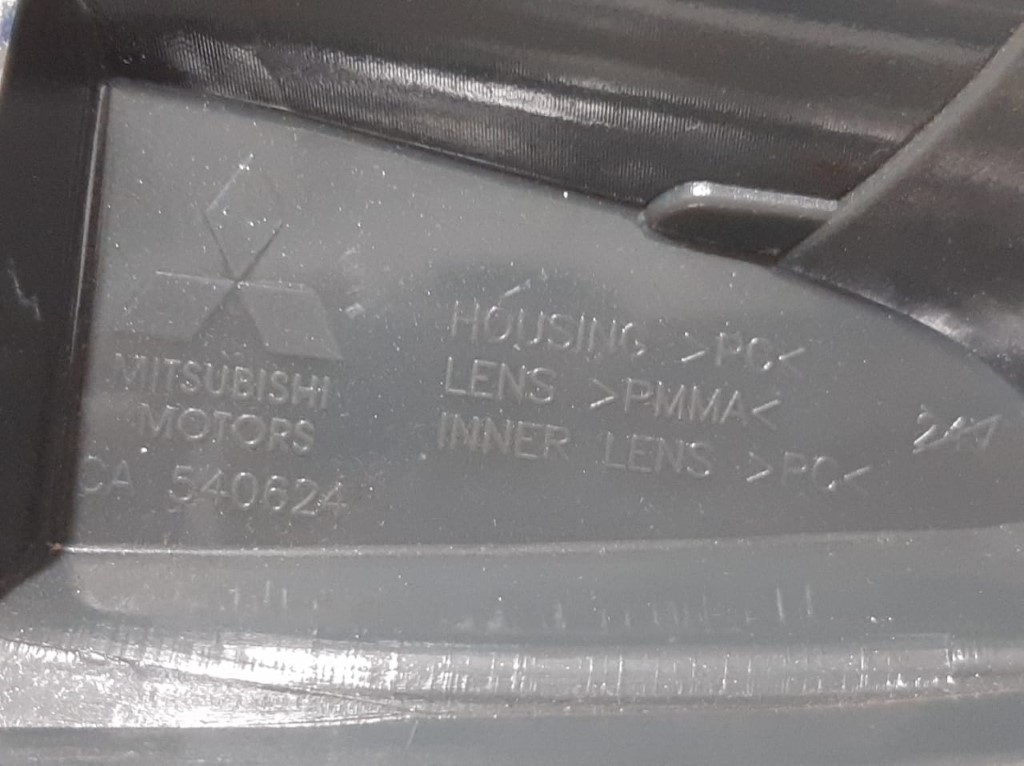 MITSUBISHI
MOTORS
CA 540624
HOUSING >PC<
LENS >PMMA<
INNER LENS >PC<